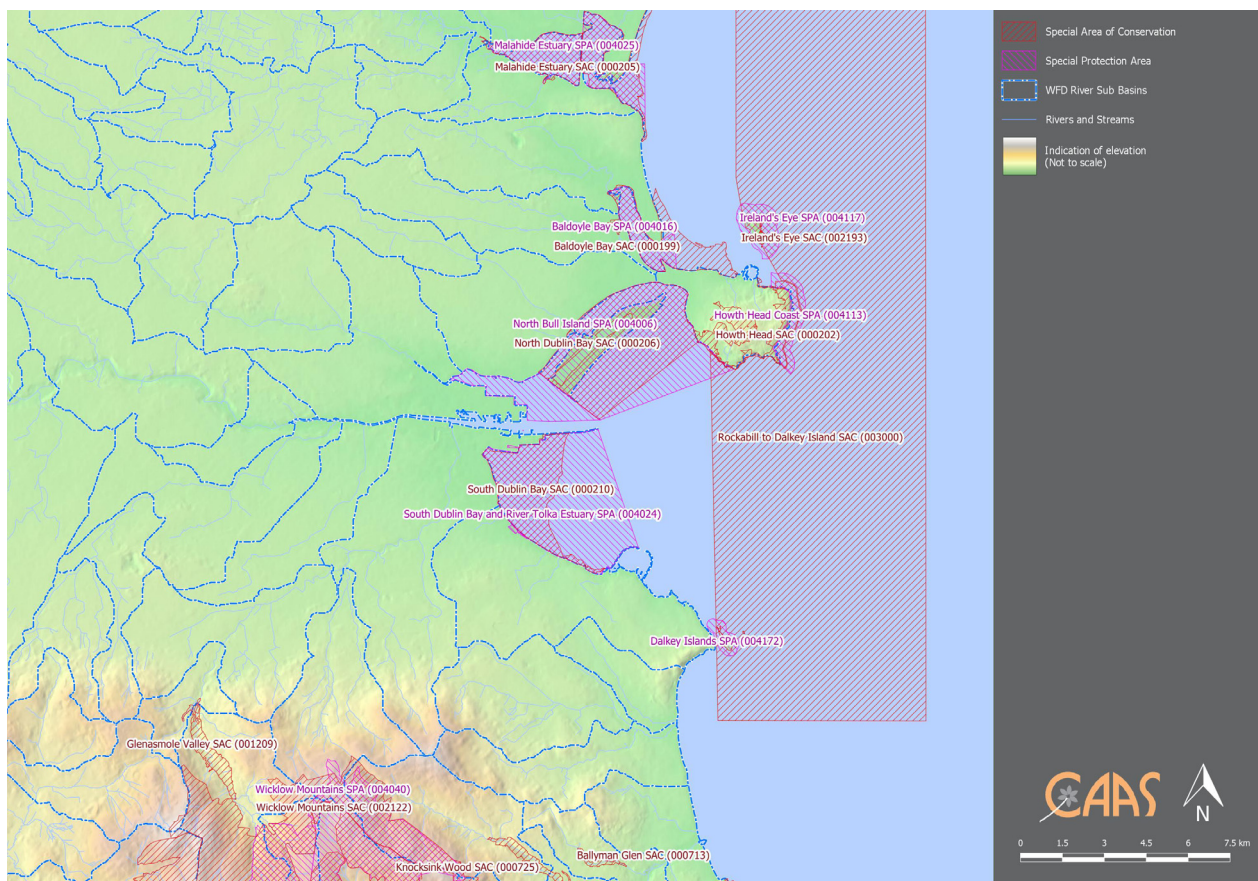 Malahide Estuary SPA (004025)
Malahide Estuary SAC (000205)
Baldoyle Bay SPA (004016)
Baldoyle Bay SAC (000199)
Ireland's Eye SPA (004117)
Ireland's Eye SAC (002193)
North Bull Island SPA (004006)
North Dublin Bay SAC (000206)
Howth Head Coast SPA (004113)
Howth Head SAC (000202)
Rockabill to Dalkey Island SAC (003000)
South Dublin Bay SAC (000210)
South Dublin Bay and River Tolka Estuary SPA (004024)
Dalkey Islands SPA (004172)
Glenasmole Valley SAC (001209)
Wicklow Mountains SPA (004040)
Wicklow Mountains SAC (002122)
Knocksink Wood SAC (000725)
Ballyman Glen SAC (000713)
Special Area of Conservation
Special Protection Area
WFD River Sub Basins
Rivers and Streams
Indication of elevation
(Not to scale)
CAAS
N
0 1.5 3 4.5 6 7.5 km